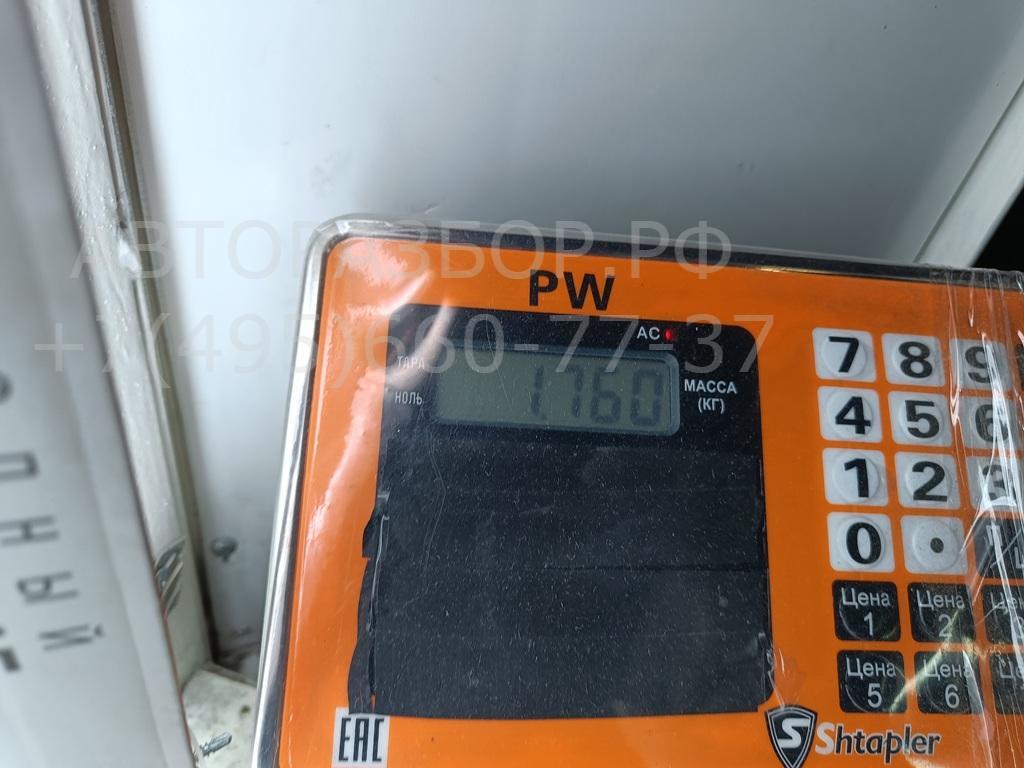 АВТОРАЗБОР.РФ
+7(495)660-77-37
PW
AC
ТАРА
НОЛЬ
1.760
МАССА
(КГ)
7 8 9
4 5 6
1 2 3
0 .
Цена 1
Цена 2
Цена 5
Цена 6
EAC
S Shtapler